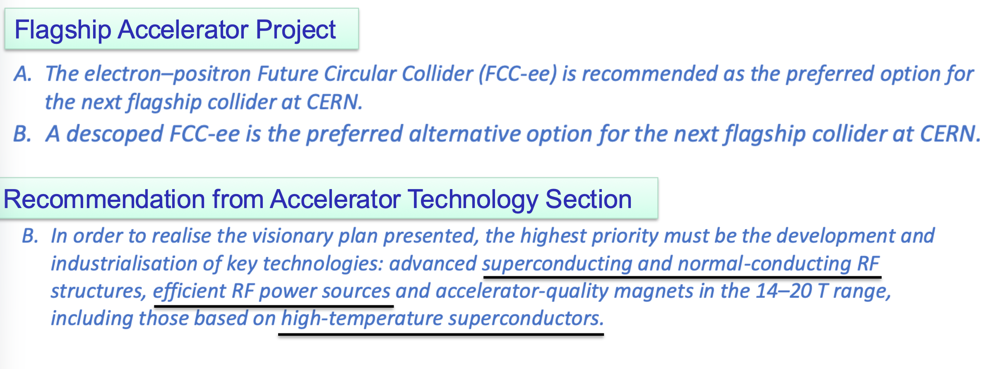 Flagship Accelerator Project
A. The electron–positron Future Circular Collider (FCC-ee) is recommended as the preferred option for
the next flagship collider at CERN.
B. A descoped FCC-ee is the preferred alternative option for the next flagship collider at CERN.
Recommendation from Accelerator Technology Section
B. In order to realise the visionary plan presented, the highest priority must be the development and
industrialisation of key technologies: advanced superconducting and normal-conducting RF
structures, efficient RF power sources and accelerator-quality magnets in the 14–20 T range,
including those based on high-temperature superconductors.